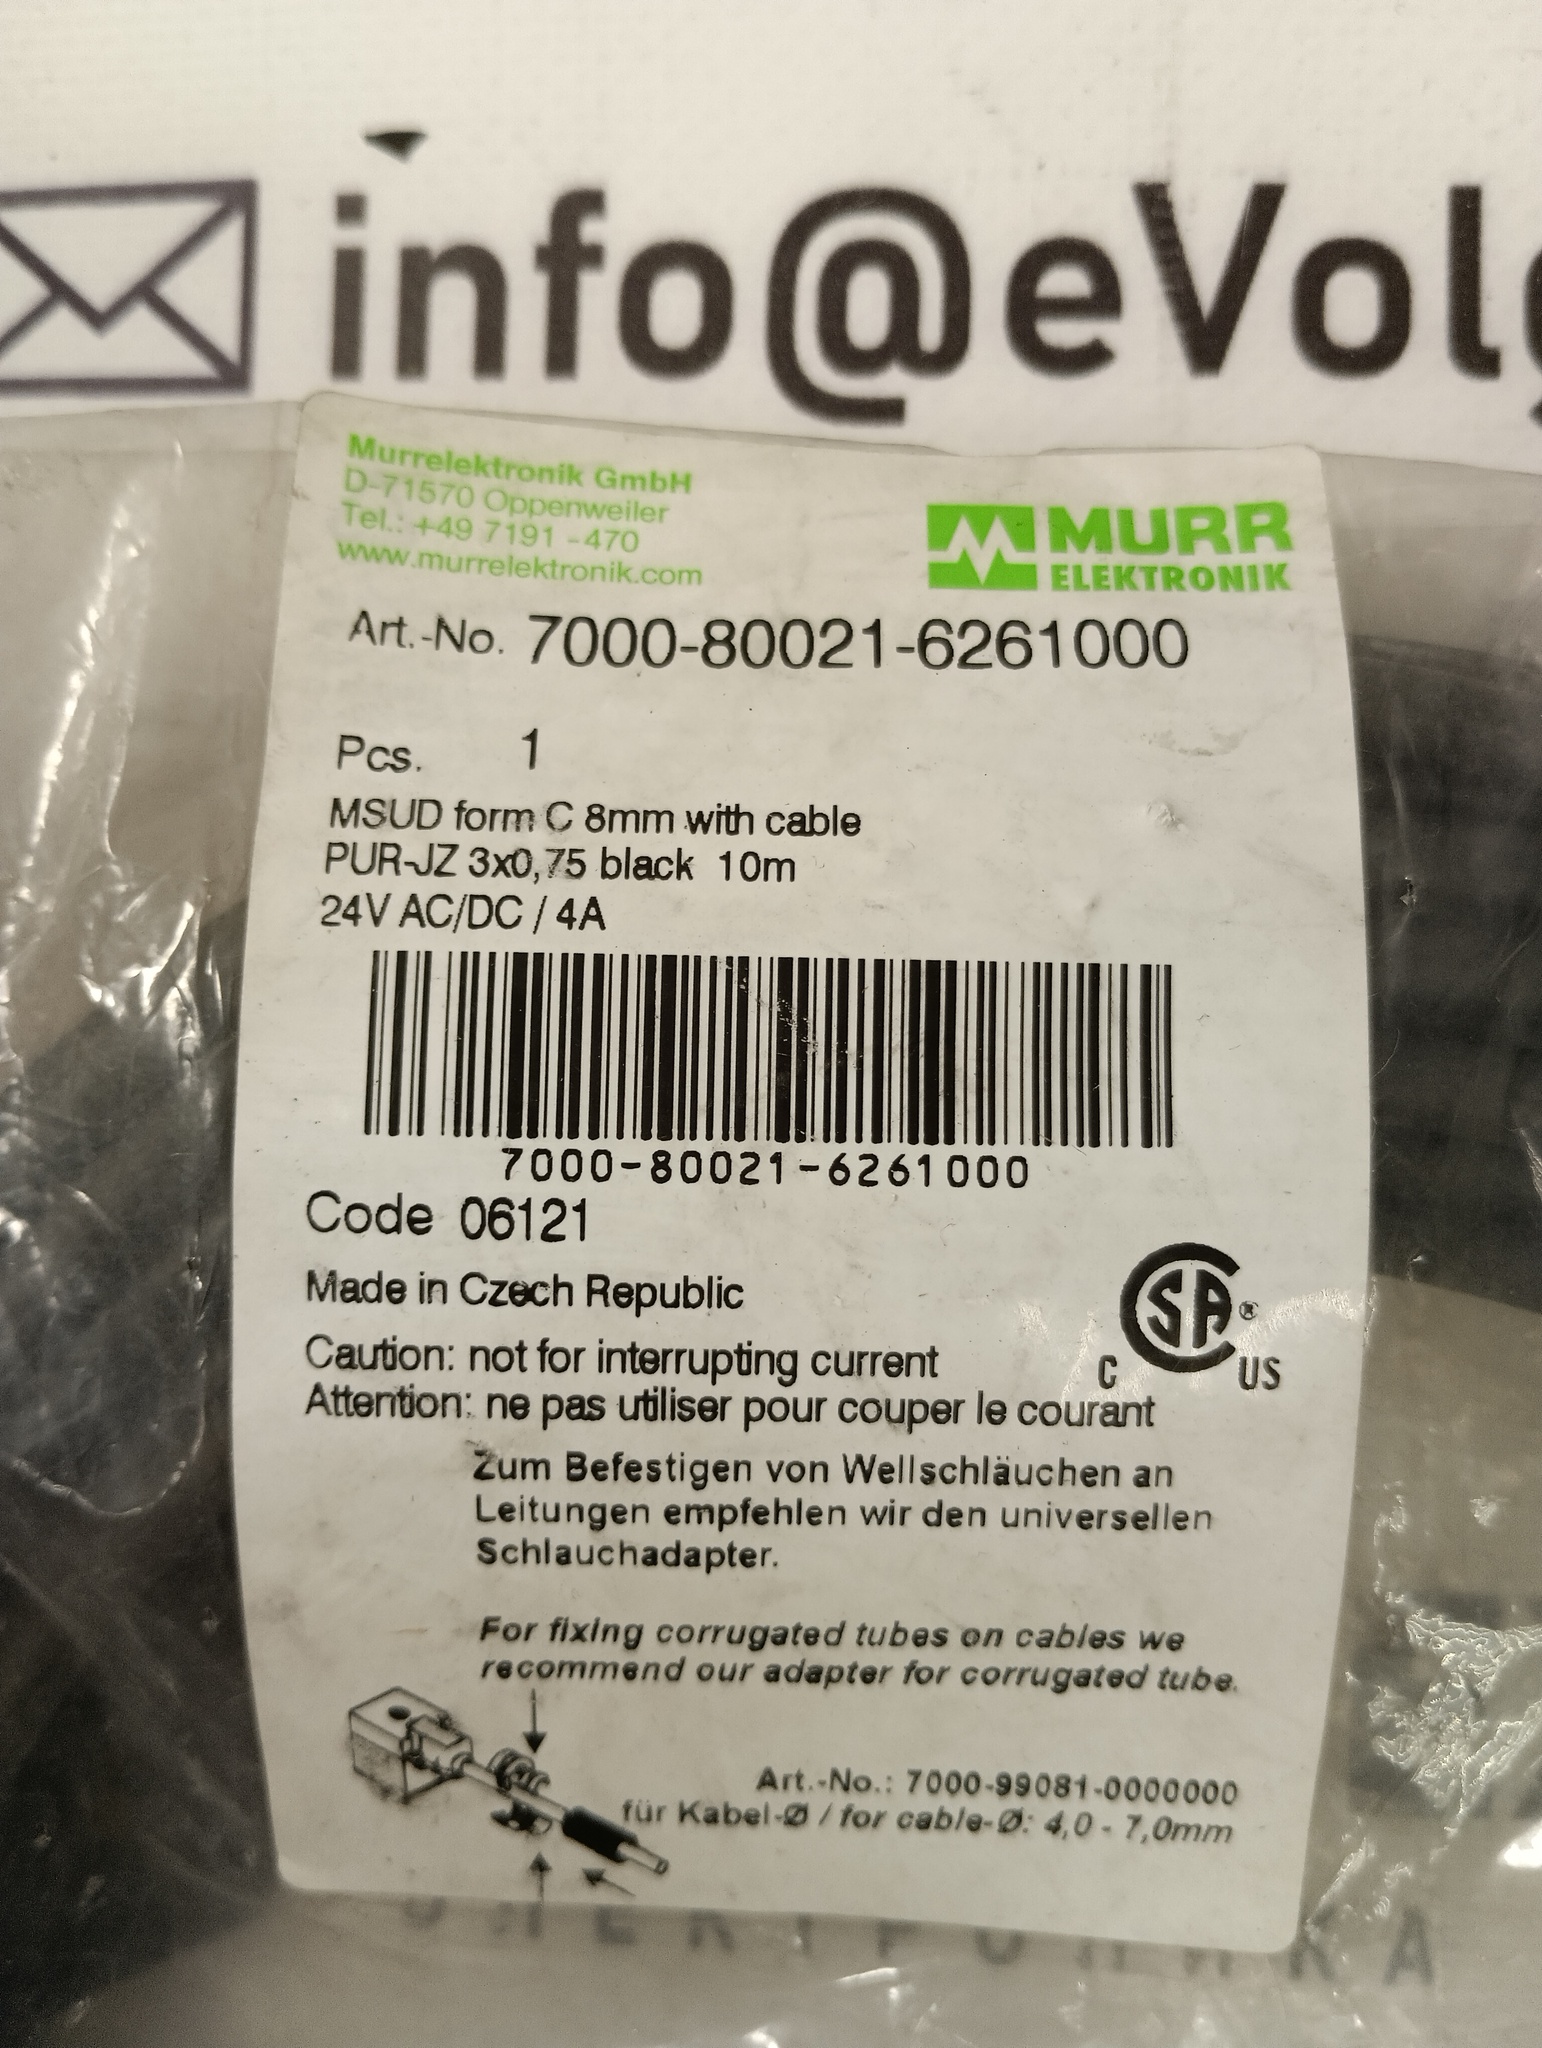 info@eVolg
Murrelektronik GmbH
D-71570 Oppenweiler
Tel.: +49 7191 -470
www.murrelektronik.com
MURR
ELEKTRONIK
Art.-No. 7000-80021-6261000
Pcs. 1
MSUD form C 8mm with cable
PUR-JZ 3x0,75 black 10m
24V AC/DC / 4A
7000-80021-6261000
Code 06121
Made in Czech Republic
CSA®
C US
Caution: not for interrupting current
Attention: ne pas utiliser pour couper le courant
Zum Befestigen von Wellschläuchen an
Leitungen empfehlen wir den universellen
Schlauchadapter.
For fixing corrugated tubes on cables we
recommend our adapter for corrugated tube.
Art.-No.: 7000-99081-0000000
für Kabel-Ø / for cable-Ø: 4,0 - 7,0mm